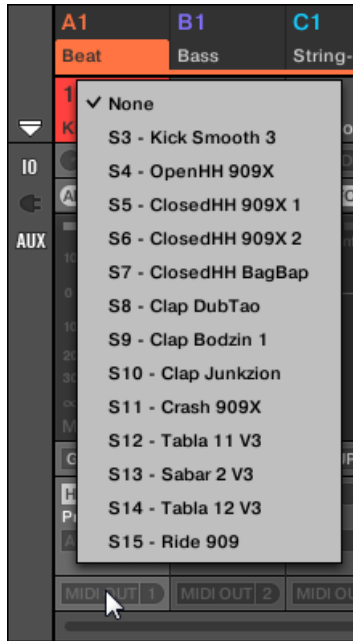 A1 B1 C1
Beat Bass String-
1
K
✓ None
S3 - Kick Smooth 3
IO
S4 - OpenHH 909X
S5 - ClosedHH 909X 1
AUX
S6 - ClosedHH 909X 2
S7 - ClosedHH BagBap
S8 - Clap DubTao
S9 - Clap Bodzin 1
S10 - Clap Junkzion
S11 - Crash 909X
S12 - Tabla 11 V3
S13 - Sabar 2 V3
S14 - Tabla 12 V3
S15 - Ride 909
MIDI OUT 1 MIDI OUT 2 MIDI OU